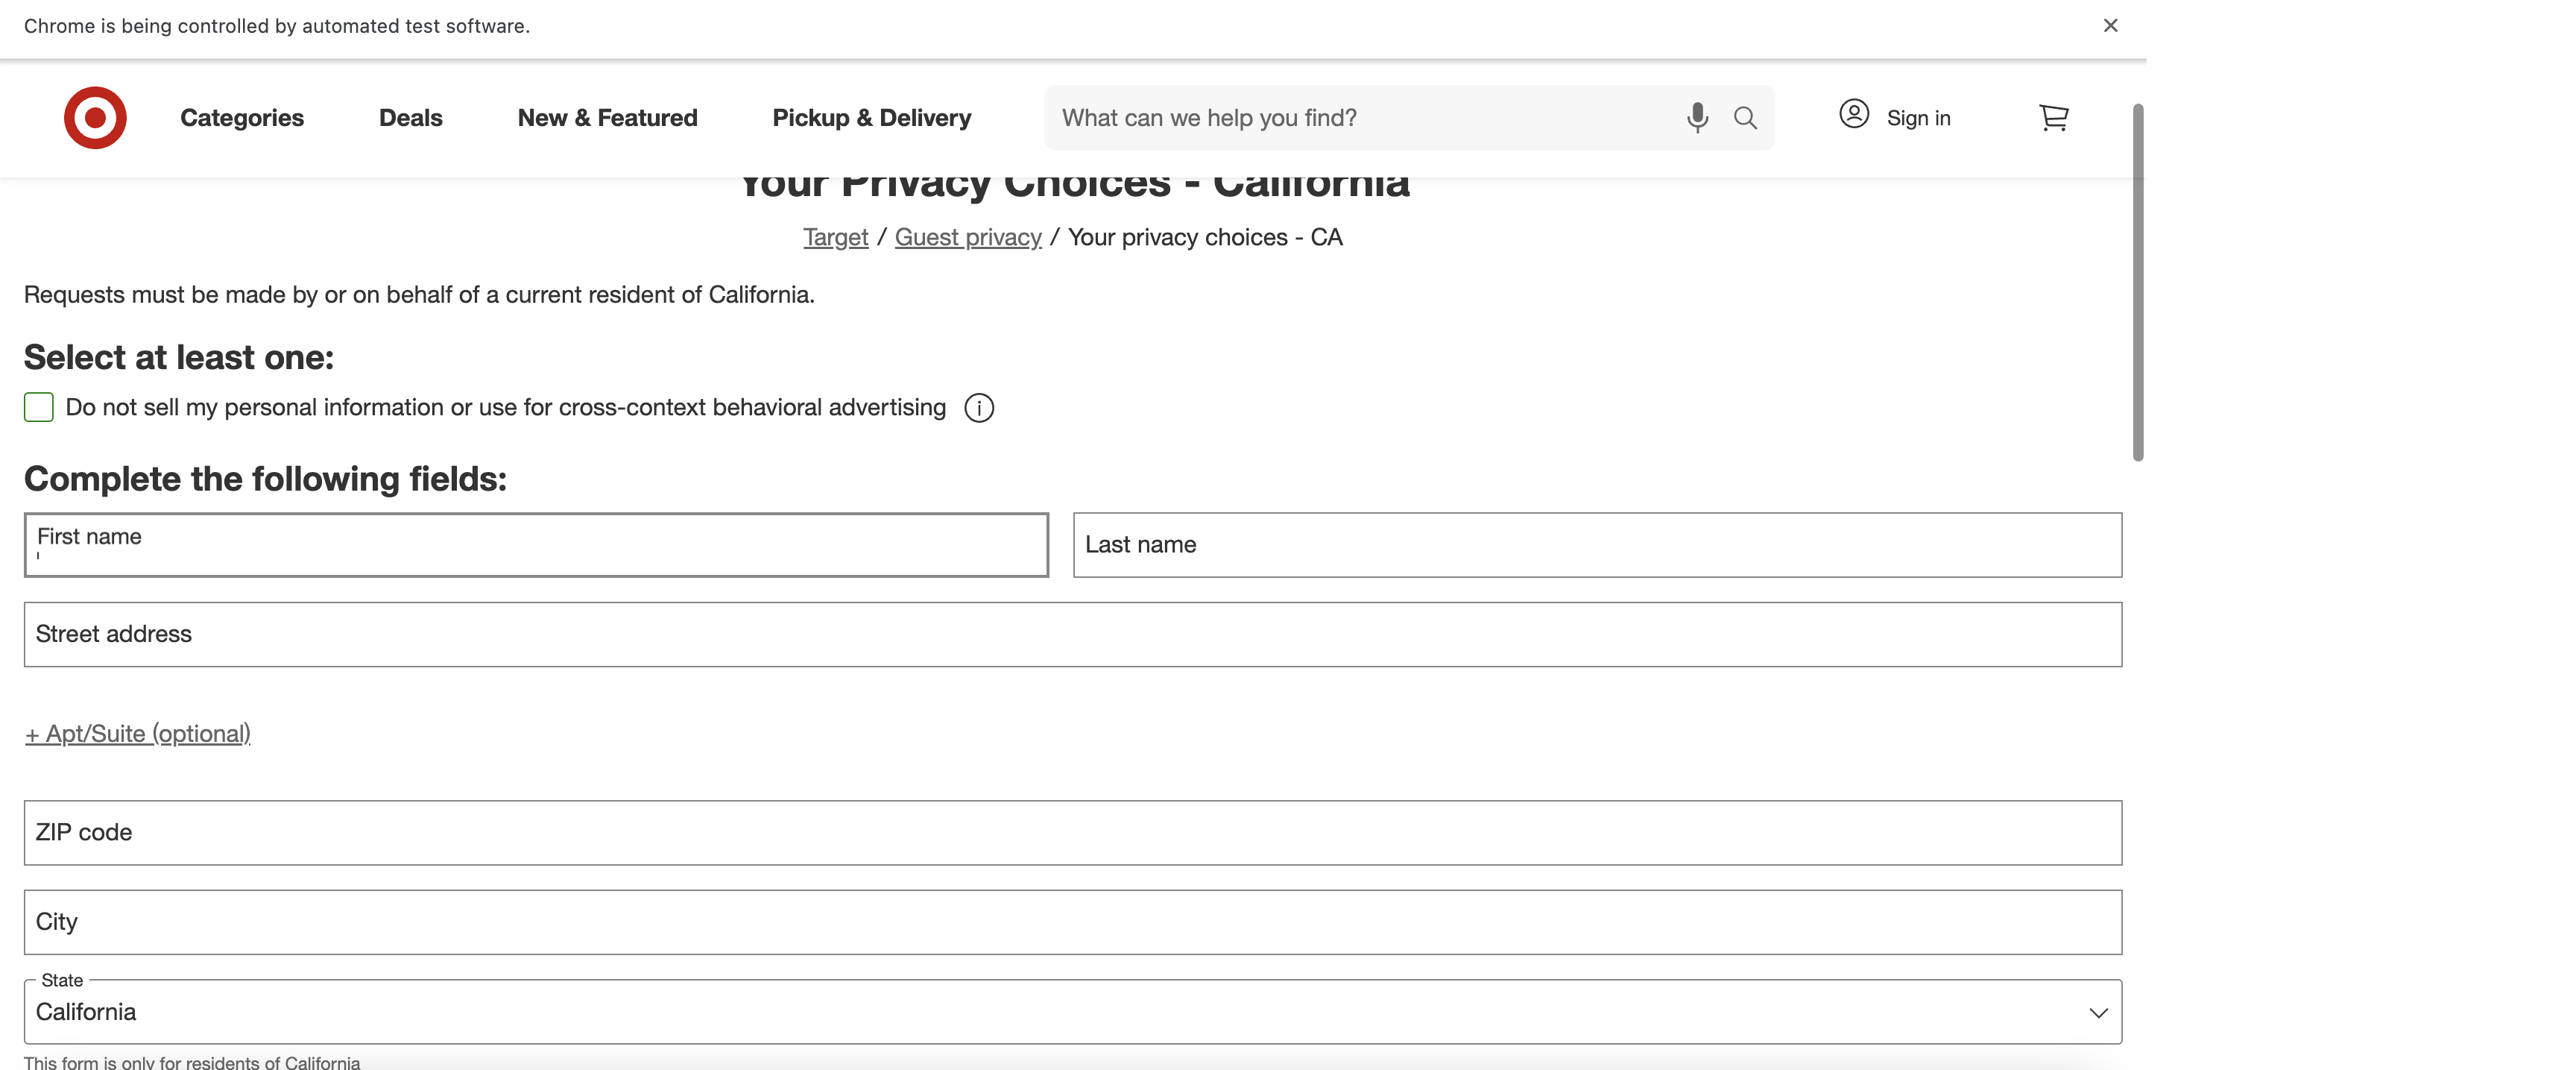 Chrome is being controlled by automated test software.
Categories Deals New & Featured Pickup & Delivery What can we help you find? Sign in
Your Privacy Choices - California
Target / Guest privacy / Your privacy choices - CA
Requests must be made by or on behalf of a current resident of California.
Select at least one:
Do not sell my personal information or use for cross-context behavioral advertising
Complete the following fields:
First name Last name
Street address
+ Apt/Suite (optional)
ZIP code
City
State
California
This form is only for residents of California